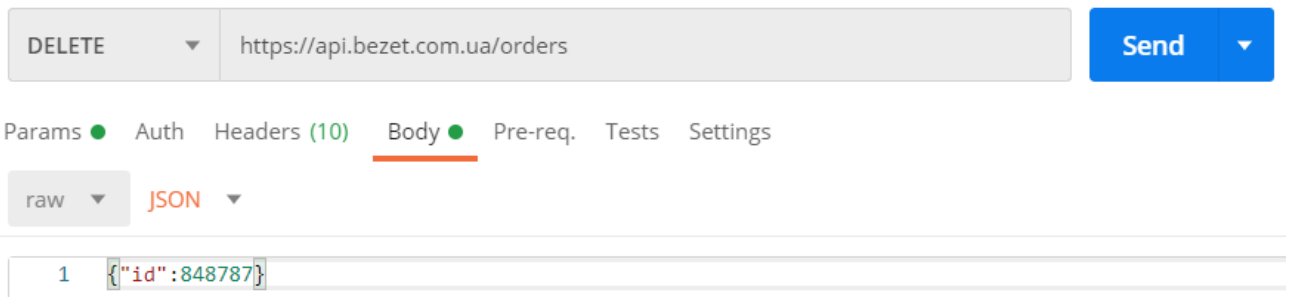 DELETE https://api.bezet.com.ua/orders Send
Params Auth Headers (10) Body Pre-req. Tests Settings
raw JSON
1 {"id":848787}